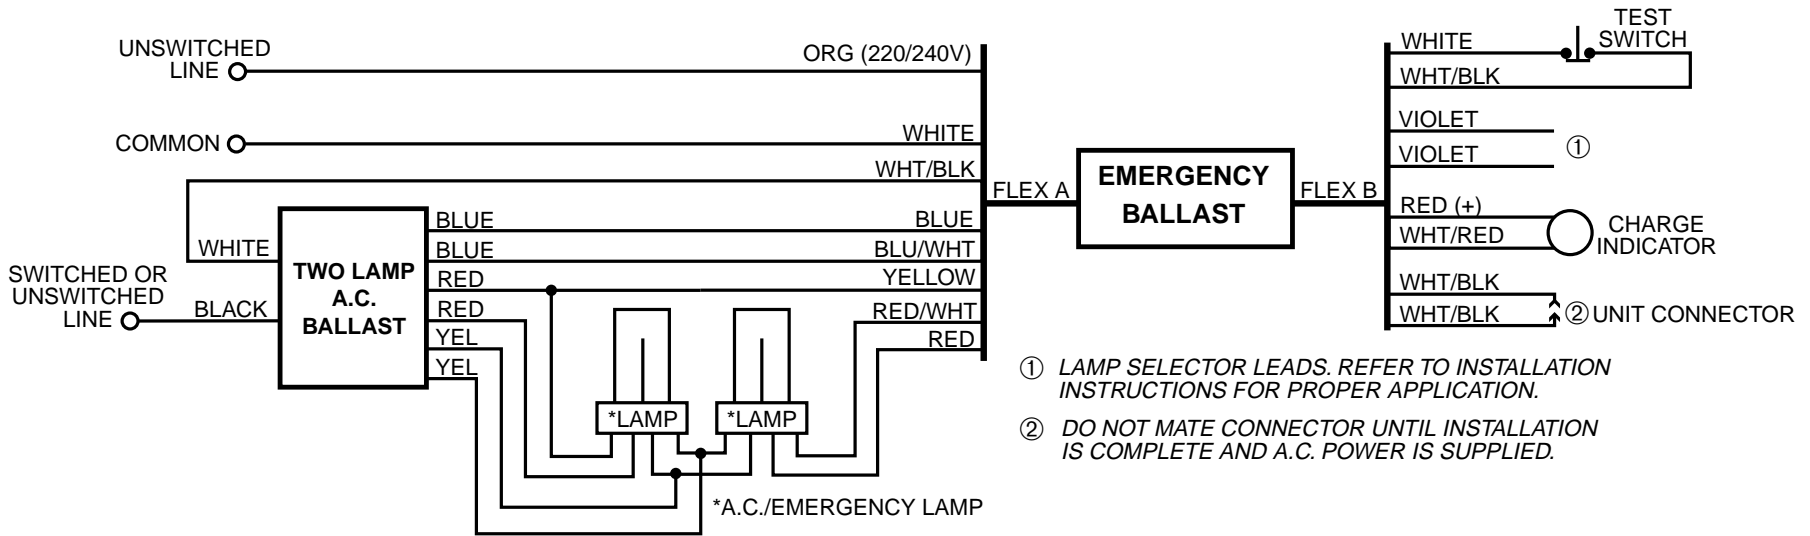 UNSWITCHED
LINE
ORG (220/240V)
COMMON
WHITE
WHT/BLK
WHITE
SWITCHED OR
UNSWITCHED
LINE
BLACK
TWO LAMP
A.C.
BALLAST
BLUE
BLUE
RED
RED
YEL
YEL
BLUE
BLU/WHT
YELLOW
RED/WHT
RED
*LAMP
*LAMP
*A.C./EMERGENCY LAMP
FLEX A
EMERGENCY
BALLAST
FLEX B
WHITE
TEST
SWITCH
WHT/BLK
VIOLET
VIOLET
①
RED (+)
WHT/RED
CHARGE
INDICATOR
WHT/BLK
WHT/BLK
② UNIT CONNECTOR
① LAMP SELECTOR LEADS. REFER TO INSTALLATION
INSTRUCTIONS FOR PROPER APPLICATION.
② DO NOT MATE CONNECTOR UNTIL INSTALLATION
IS COMPLETE AND A.C. POWER IS SUPPLIED.